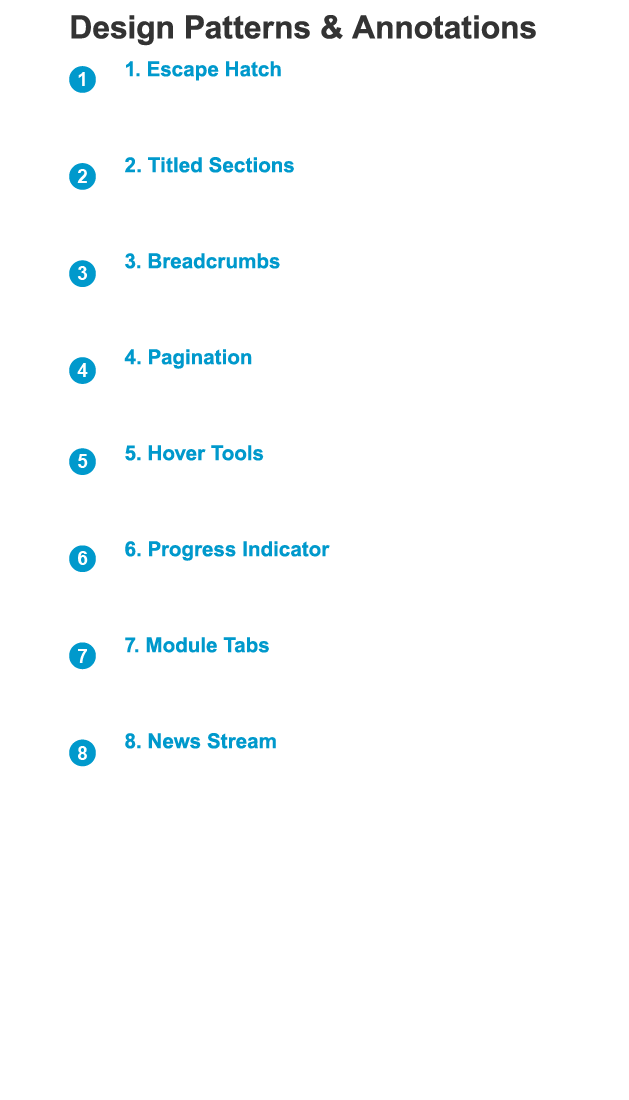 Design Patterns & Annotations
1 1. Escape Hatch
2 2. Titled Sections
3 3. Breadcrumbs
4 4. Pagination
5 5. Hover Tools
6 6. Progress Indicator
7 7. Module Tabs
8 8. News Stream